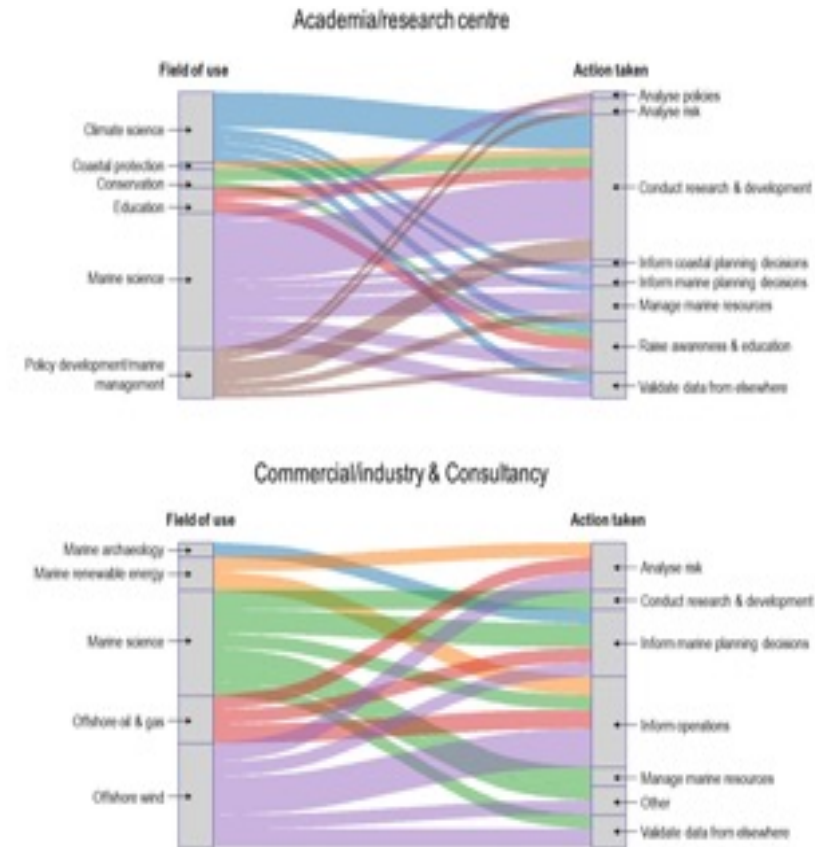 Academia/research centre
Field of use
Action taken
Climate science
Coastal protection
Conservation
Education
Marine science
Policy development/marine
management
Analyse policies
Analyse risk
Conduct research & development
Inform coastal planning decisions
Inform marine planning decisions
Manage marine resources
Raise awareness & education
Validate data from elsewhere
Commercial/industry & Consultancy
Field of use
Action taken
Marine archaeology
Marine renewable energy
Marine science
Offshore oil & gas
Offshore wind
Analyse risk
Conduct research & development
Inform marine planning decisions
Inform operations
Manage marine resources
Other
Validate data from elsewhere